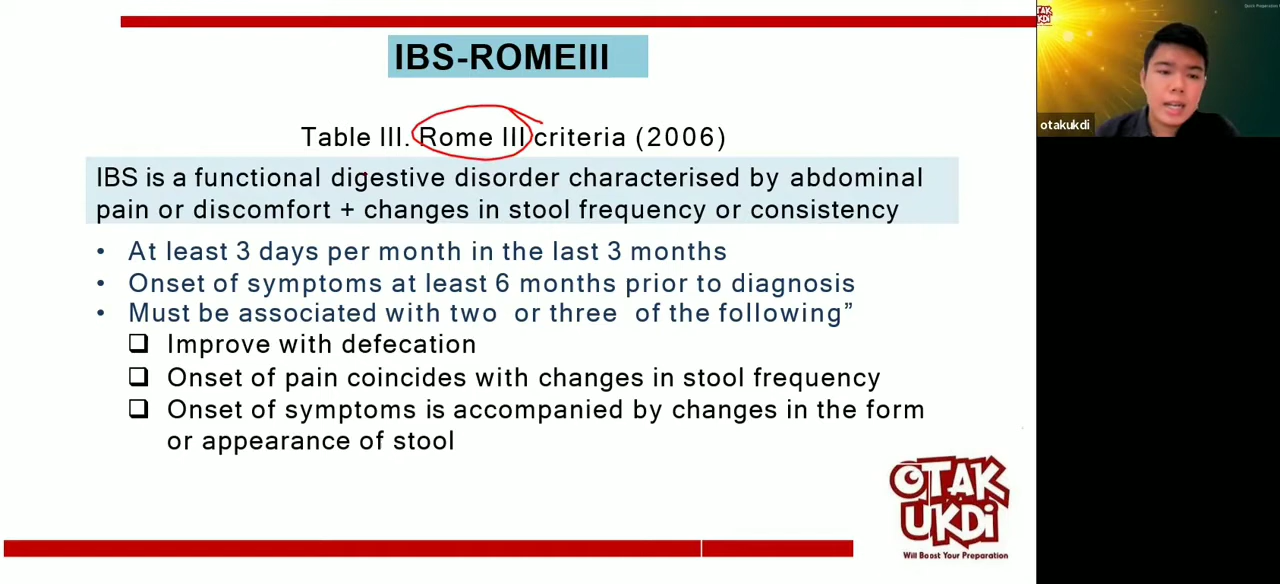 IBS-ROMEIII
Table III. Rome III criteria (2006)
IBS is a functional digestive disorder characterised by abdominal
pain or discomfort + changes in stool frequency or consistency
• At least 3 days per month in the last 3 months
• Onset of symptoms at least 6 months prior to diagnosis
• Must be associated with two or three of the following”
❑ Improve with defecation
❑ Onset of pain coincides with changes in stool frequency
❑ Onset of symptoms is accompanied by changes in the form
or appearance of stool
OTAK
UKDI
Will Boost Your Preparation
OTAK
UKDI
Quick Preparation
otakukdi